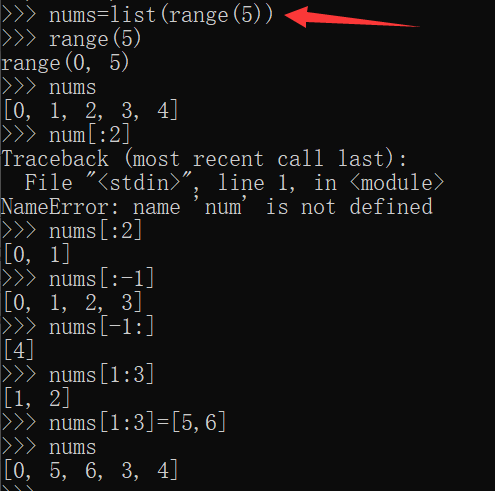 >>> nums=list(range(5))
>>> range(5)
range(0, 5)
>>> nums
[0, 1, 2, 3, 4]
>>> num[:2]
Traceback (most recent call last):
  File "<stdin>", line 1, in <module>
NameError: name 'num' is not defined
>>> nums[:2]
[0, 1]
>>> nums[:-1]
[0, 1, 2, 3]
>>> nums[-1:]
[4]
>>> nums[1:3]
[1, 2]
>>> nums[1:3]=[5,6]
>>> nums
[0, 5, 6, 3, 4]
>>>